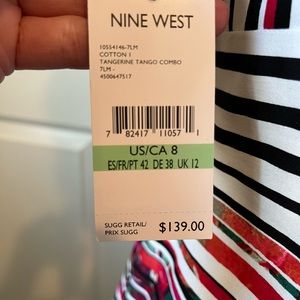 NINE WEST
10554146-7LM
COTTON 1
TANGERINE TANGO COMBO
7LM -
4500647517
7 82417 11057 1
US/CA 8
ES/FR/PT 42 DE 38 UK 12
SUGG RETAIL/
PRIX SUGG
$139.00